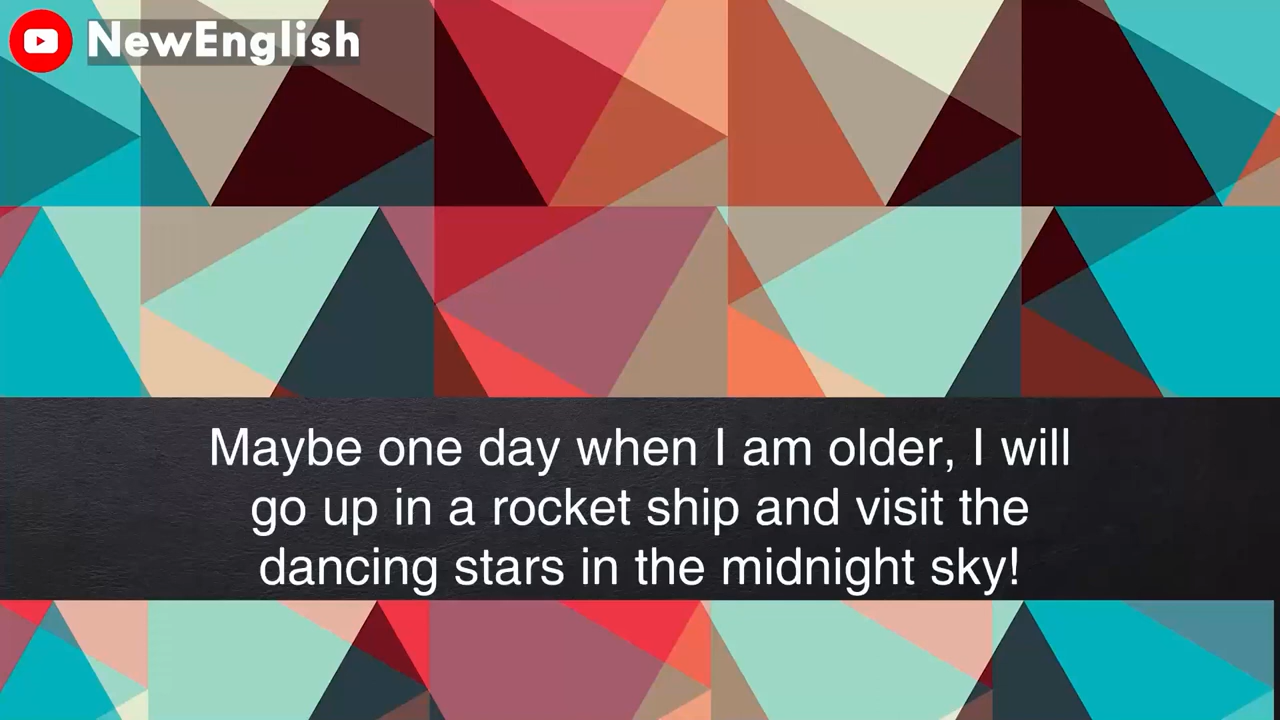 NewEnglish
Maybe one day when I am older, I will
go up in a rocket ship and visit the
dancing stars in the midnight sky!